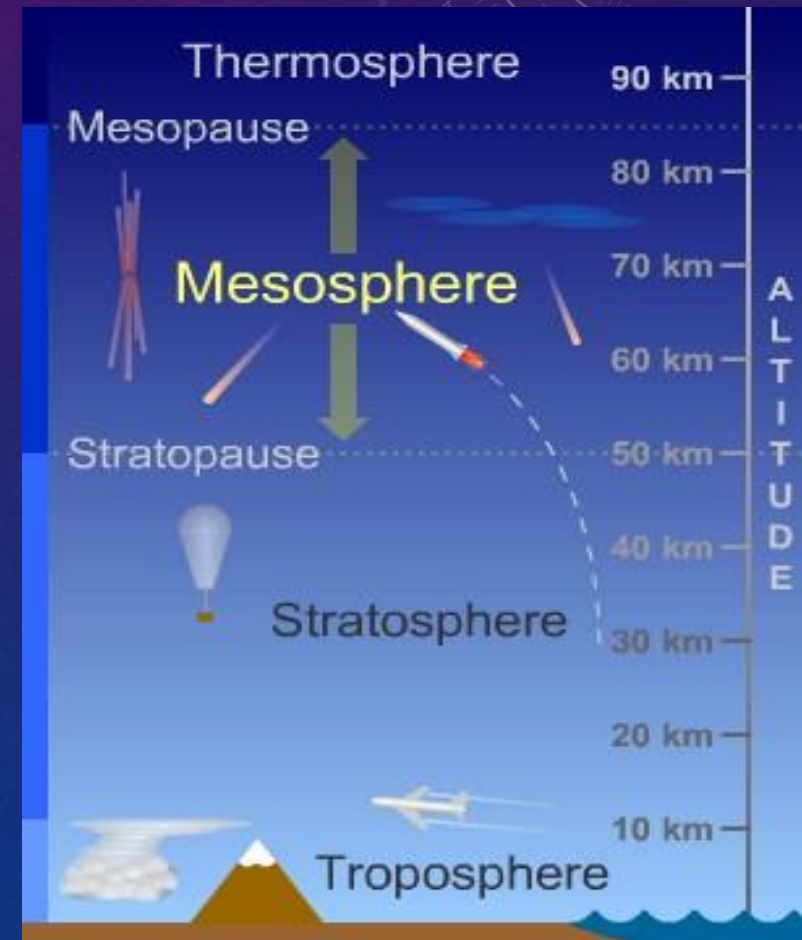 Thermosphere
90 km
Mesopause
80 km
70 km
Mesosphere
60 km
Stratopause
50 km
40 km
Stratosphere
30 km
20 km
10 km
Troposphere
ALTITUDE